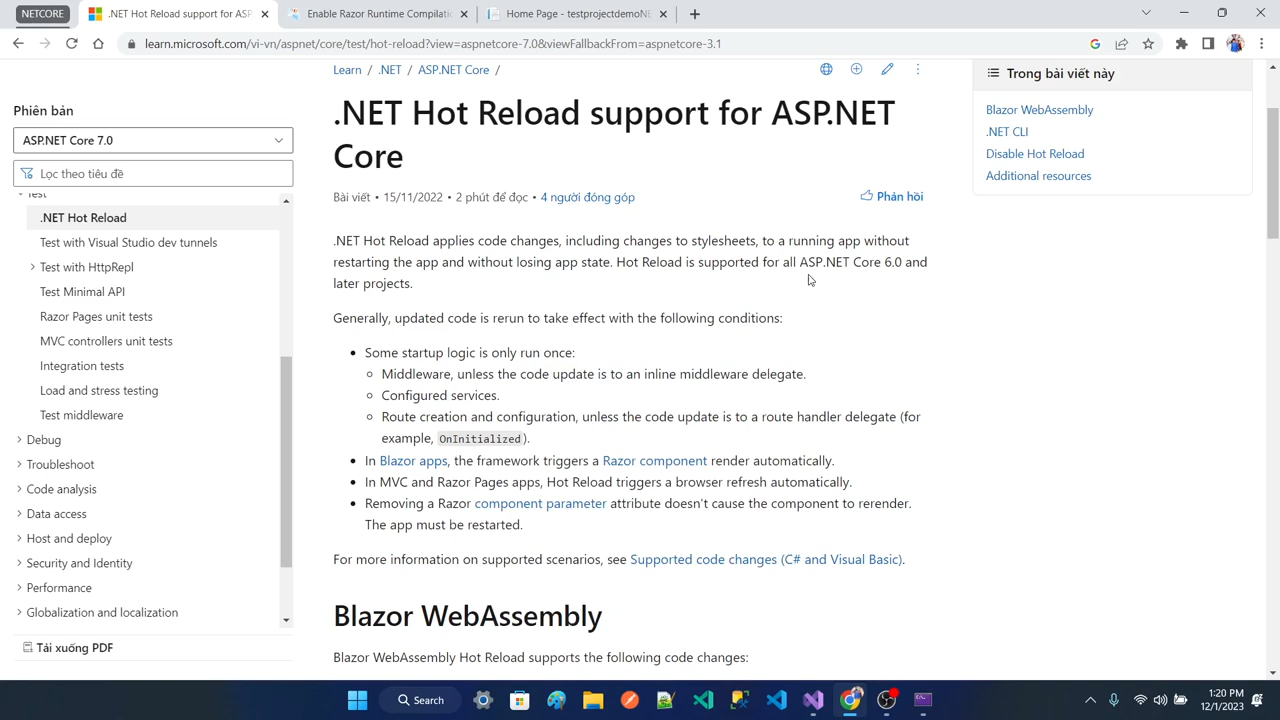 NETCORE
.NET Hot Reload support for ASP
Enable Razor Runtime Compilatio
Home Page - testprojectdemoNE
learn.microsoft.com/vi-vn/aspnet/core/test/hot-reload?view=aspnetcore-7.0&viewFallbackFrom=aspnetcore-3.1
Learn / .NET / ASP.NET Core /
Phiên bản
ASP.NET Core 7.0
Lọc theo tiêu đề
Test
.NET Hot Reload
Test with Visual Studio dev tunnels
Test with HttpRepl
Test Minimal API
Razor Pages unit tests
MVC controllers unit tests
Integration tests
Load and stress testing
Test middleware
Debug
Troubleshoot
Code analysis
Data access
Host and deploy
Security and Identity
Performance
Globalization and localization
Tải xuống PDF
.NET Hot Reload support for ASP.NET
Core
Bài viết • 15/11/2022 • 2 phút để đọc • 4 người đóng góp
Phản hồi
.NET Hot Reload applies code changes, including changes to stylesheets, to a running app without
restarting the app and without losing app state. Hot Reload is supported for all ASP.NET Core 6.0 and
later projects.
Generally, updated code is rerun to take effect with the following conditions:
• Some startup logic is only run once:
◦ Middleware, unless the code update is to an inline middleware delegate.
◦ Configured services.
◦ Route creation and configuration, unless the code update is to a route handler delegate (for
example, OnInitialized).
• In Blazor apps, the framework triggers a Razor component render automatically.
• In MVC and Razor Pages apps, Hot Reload triggers a browser refresh automatically.
• Removing a Razor component parameter attribute doesn't cause the component to rerender.
The app must be restarted.
For more information on supported scenarios, see Supported code changes (C# and Visual Basic).
Blazor WebAssembly
Blazor WebAssembly Hot Reload supports the following code changes:
Trong bài viết này
Blazor WebAssembly
.NET CLI
Disable Hot Reload
Additional resources
Search
1:20 PM
12/1/2023